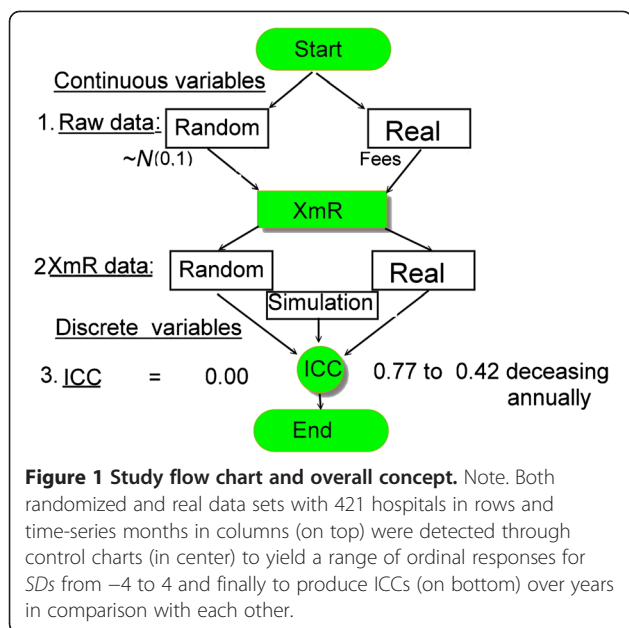 Start
Continuous variables
1. Raw data: Random Real
~N(0,1) Fees
XmR
2XmR data: Random Real
Simulation
Discrete variables
3. ICC = 0.00 ICC 0.77 to 0.42 deceasing
annually
End
Figure 1 Study flow chart and overall concept. Note. Both
randomized and real data sets with 421 hospitals in rows and
time-series months in columns (on top) were detected through
control charts (in center) to yield a range of ordinal responses for
SDs from −4 to 4 and finally to produce ICCs (on bottom) over years
in comparison with each other.